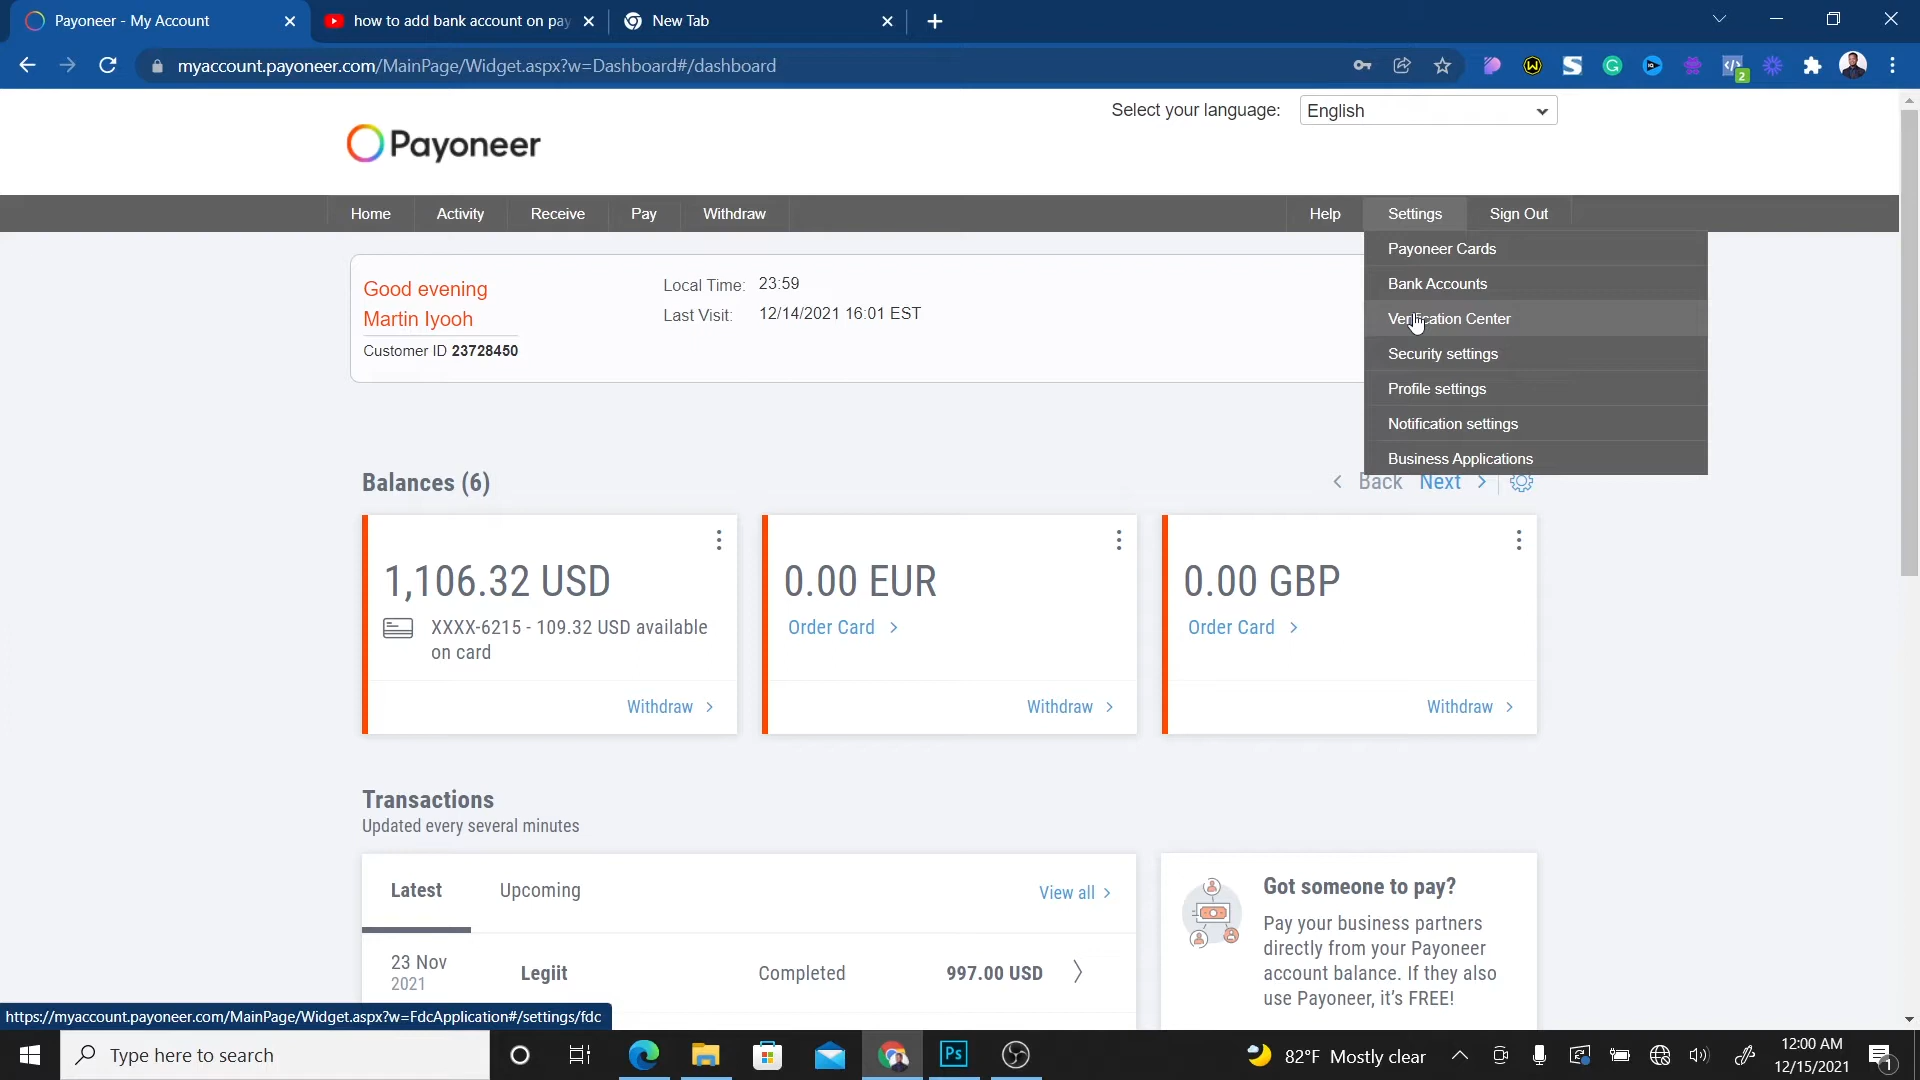 Payoneer - My Account
how to add bank account on pay
New Tab
myaccount.payoneer.com/MainPage/Widget.aspx?w=Dashboard#/dashboard
2
Select your language: English
Payoneer
Home Activity Receive Pay Withdraw Help Settings Sign Out
Payoneer Cards
Bank Accounts
Verification Center
Security settings
Profile settings
Notification settings
Business Applications
Good evening
Martin Iyooh
Customer ID 23728450
Local Time: 23:59
Last Visit: 12/14/2021 16:01 EST
Balances (6)
Back Next
1,106.32 USD
XXXX-6215 - 109.32 USD available
on card
Withdraw
0.00 EUR
Order Card
Withdraw
0.00 GBP
Order Card
Withdraw
Transactions
Updated every several minutes
Latest Upcoming View all
23 Nov
2021
Legiit Completed 997.00 USD
Got someone to pay?
Pay your business partners
directly from your Payoneer
account balance. If they also
use Payoneer, it's FREE!
https://myaccount.payoneer.com/MainPage/Widget.aspx?w=FdcApplication#/settings/fdc
Type here to search
Ps
82°F Mostly clear
12:00 AM
12/15/2021
1